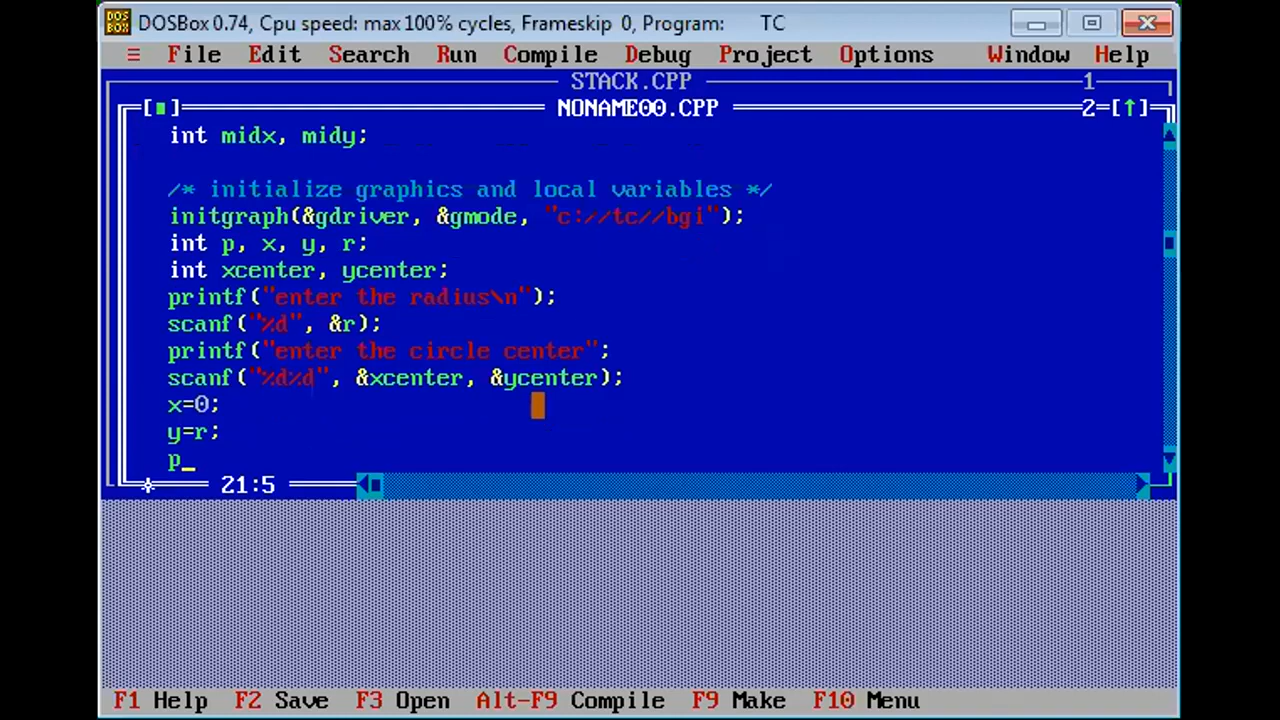 DOSBox 0.74, Cpu speed: max 100% cycles, Frameskip 0, Program: TC
≡ File Edit Search Run Compile Debug Project Options Window Help
STACK.CPP 1
[■] NONAME00.CPP 2=[↑]
int midx, midy;
/* initialize graphics and local variables */
initgraph(&gdriver, &gmode, "c://tc//bgi");
int p, x, y, r;
int xcenter, ycenter;
printf("enter the radius\n");
scanf("%d", &r);
printf("enter the circle center";
scanf("%d%d", &xcenter, &ycenter);
x=0;
y=r;
p_
21:5
F1 Help F2 Save F3 Open Alt-F9 Compile F9 Make F10 Menu